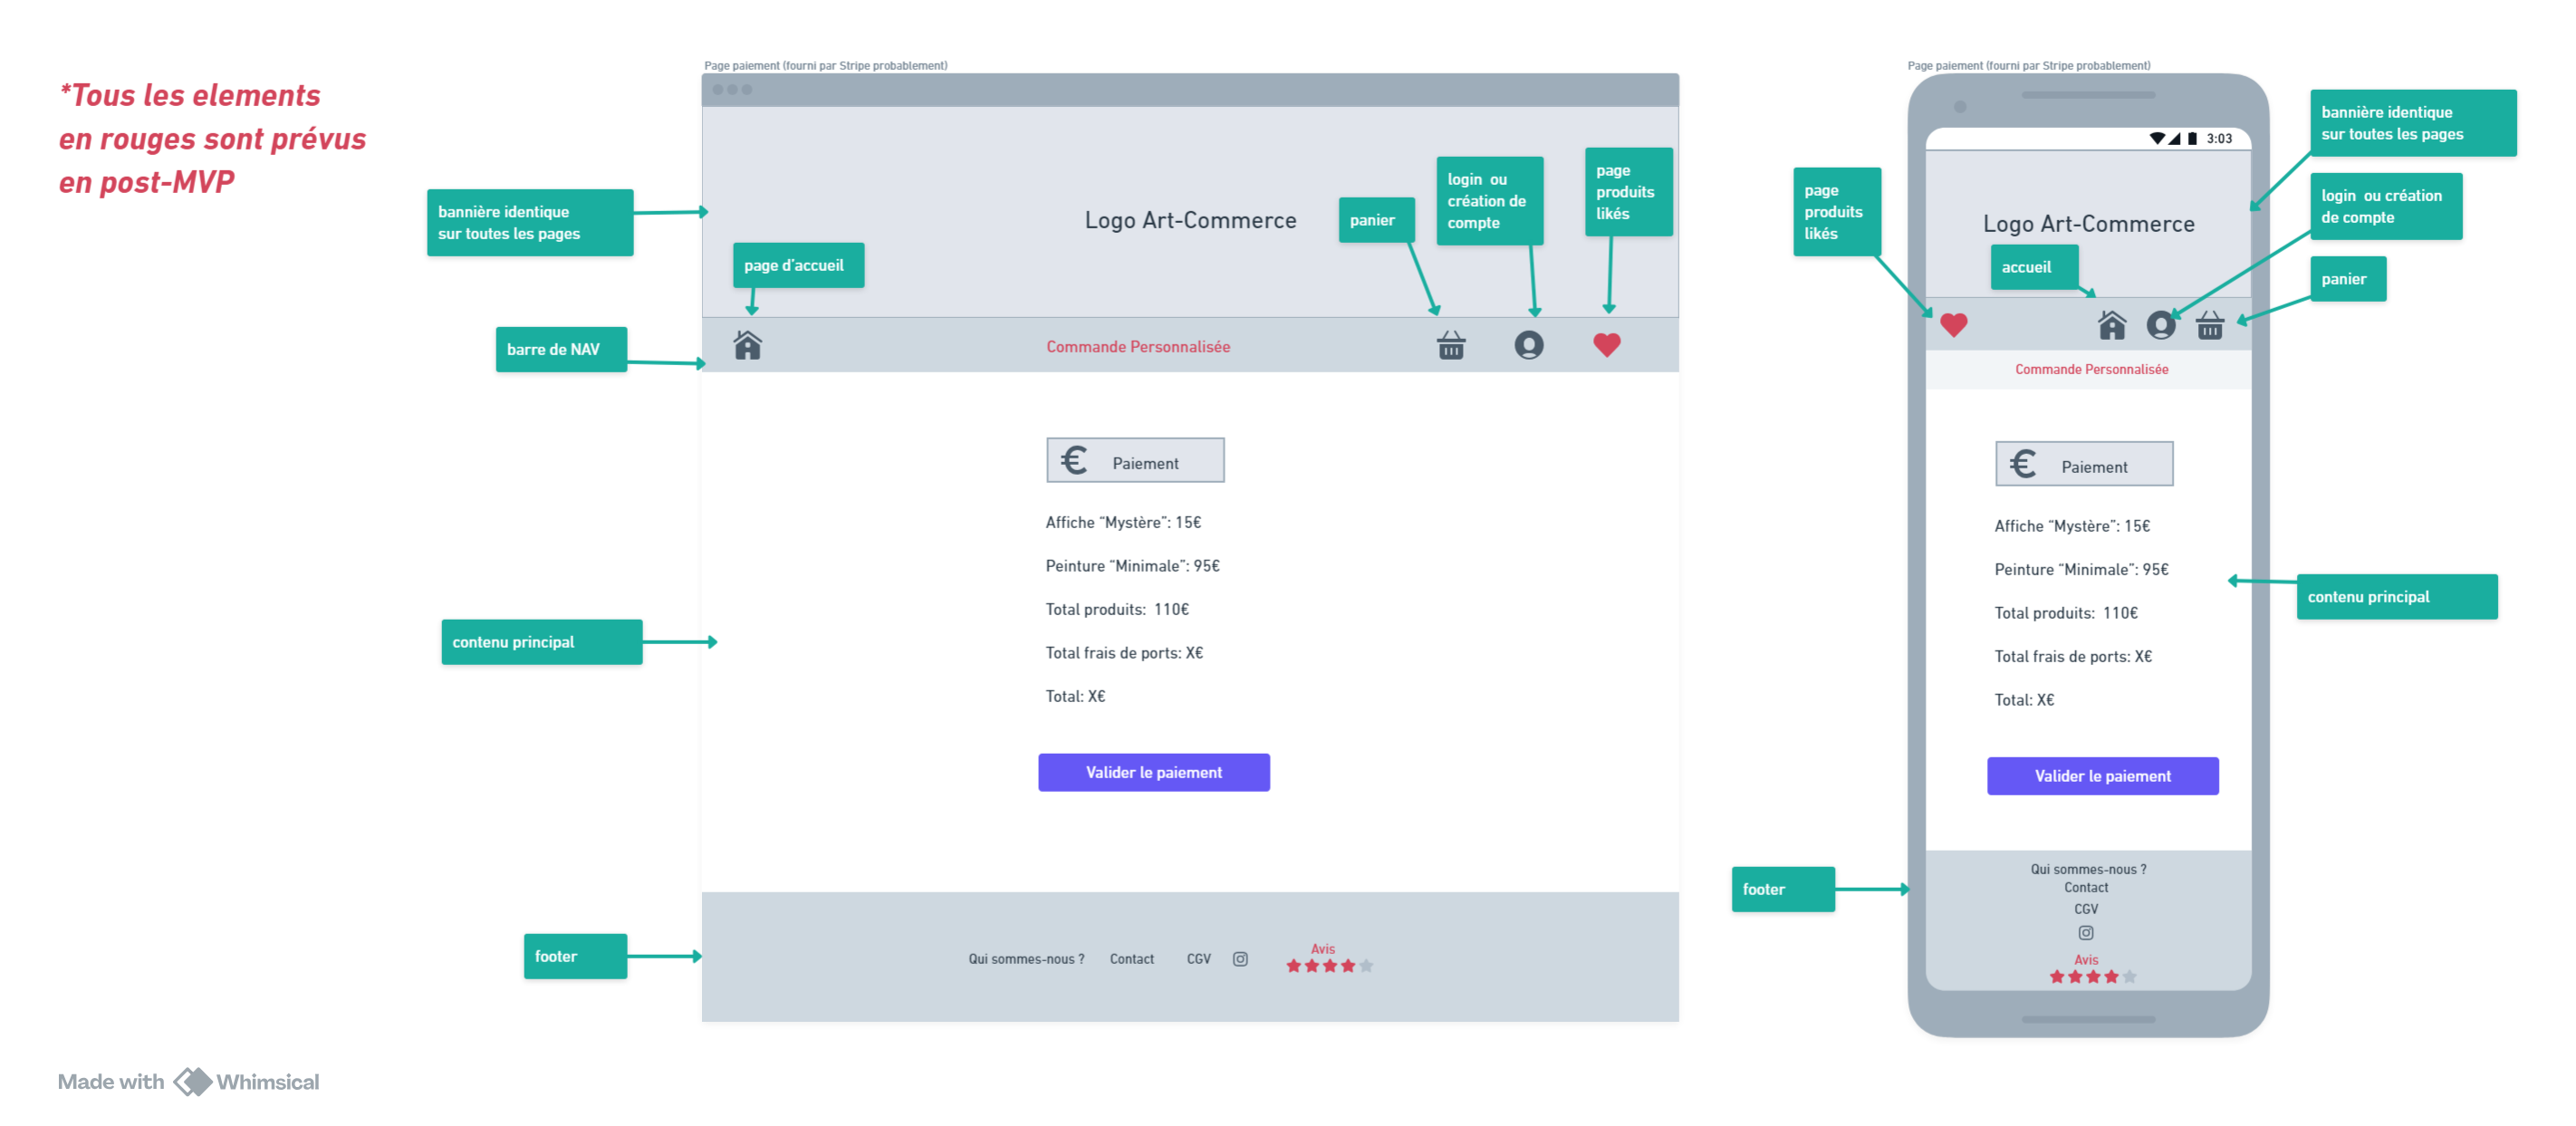 *Tous les elements
en rouges sont prévus
en post-MVP
Page paiement (fourni par Stripe probablement)
bannière identique
sur toutes les pages
Logo Art-Commerce
page d'accueil
panier
login  ou
création de
compte
page
produits
likés
barre de NAV
Commande Personnalisée
€ Paiement
Affiche “Mystère”: 15€
Peinture “Minimale”: 95€
Total produits:  110€
Total frais de ports: X€
Total: X€
contenu principal
Valider le paiement
footer
Qui sommes-nous ? Contact CGV
Avis
Page paiement (fourni par Stripe probablement)
3:03
bannière identique
sur toutes les pages
page
produits
likés
Logo Art-Commerce
login  ou création
de compte
accueil
panier
Commande Personnalisée
€ Paiement
Affiche “Mystère”: 15€
Peinture “Minimale”: 95€
Total produits:  110€
Total frais de ports: X€
Total: X€
contenu principal
Valider le paiement
footer
Qui sommes-nous ?
Contact
CGV
Avis
Made with Whimsical